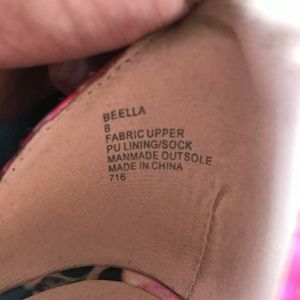 BEELLA
8
FABRIC UPPER
PU LINING/SOCK
MANMADE OUTSOLE
MADE IN CHINA
716